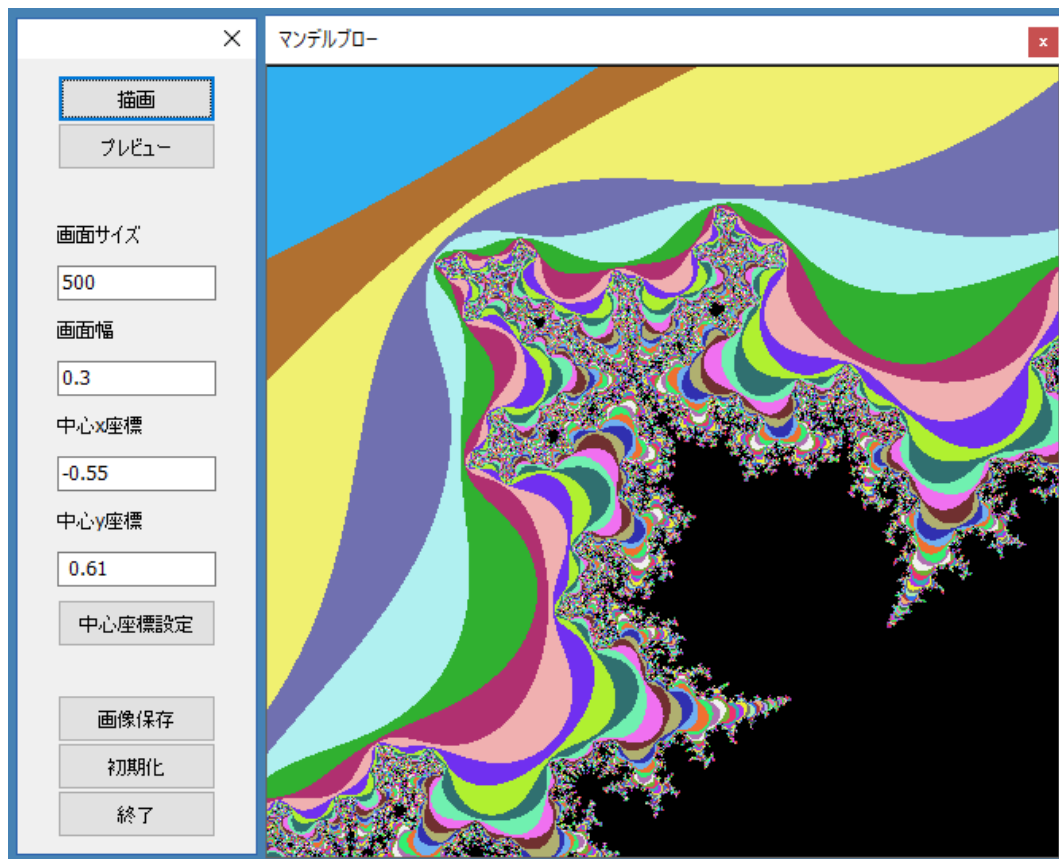 マンデルブロー
x
描画
プレビュー
画面サイズ
500
画面幅
0.3
中心x座標
-0.55
中心y座標
0.61
中心座標設定
画像保存
初期化
終了